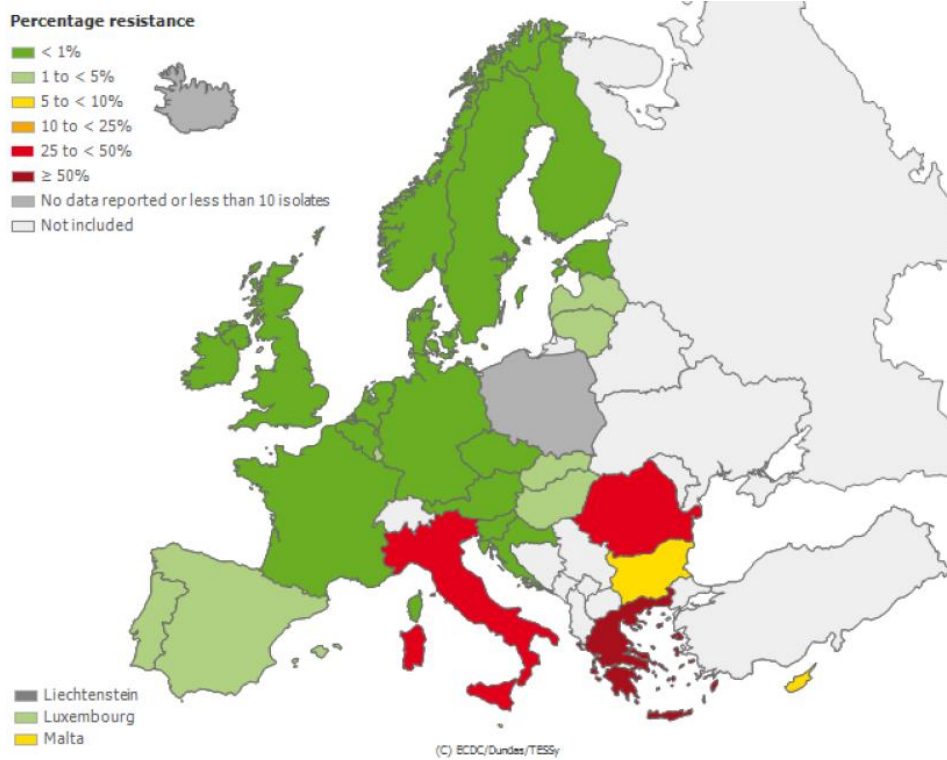 Percentage resistance
< 1%
1 to < 5%
5 to < 10%
10 to < 25%
25 to < 50%
≥ 50%
No data reported or less than 10 isolates
Not included
Liechtenstein
Luxembourg
Malta
(C) ECDC/Dundas/TESSy